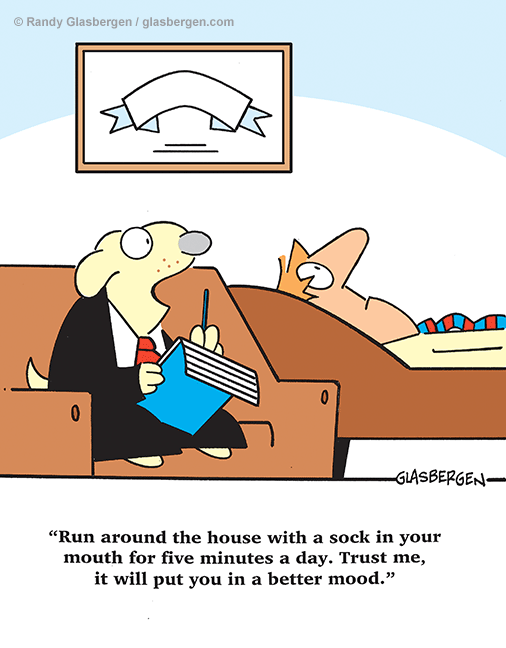 © Randy Glasbergen / glasbergen.com
GLASBERGEN
“Run around the house with a sock in your
mouth for five minutes a day. Trust me,
it will put you in a better mood.”